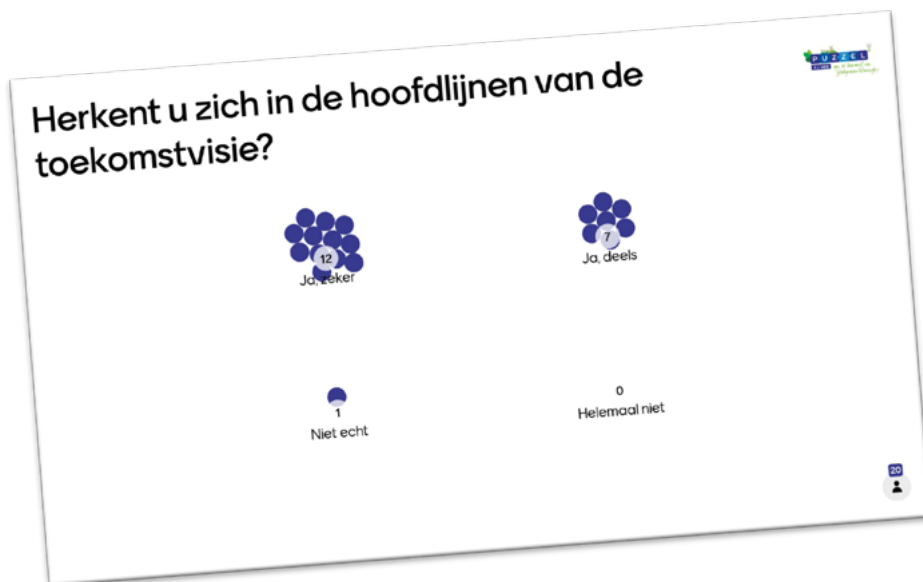 Herkent u zich in de hoofdlijnen van de
toekomstvisie?
PUZZEL
12
Ja, zeker
7
Ja, deels
1
Niet echt
0
Helemaal niet
20